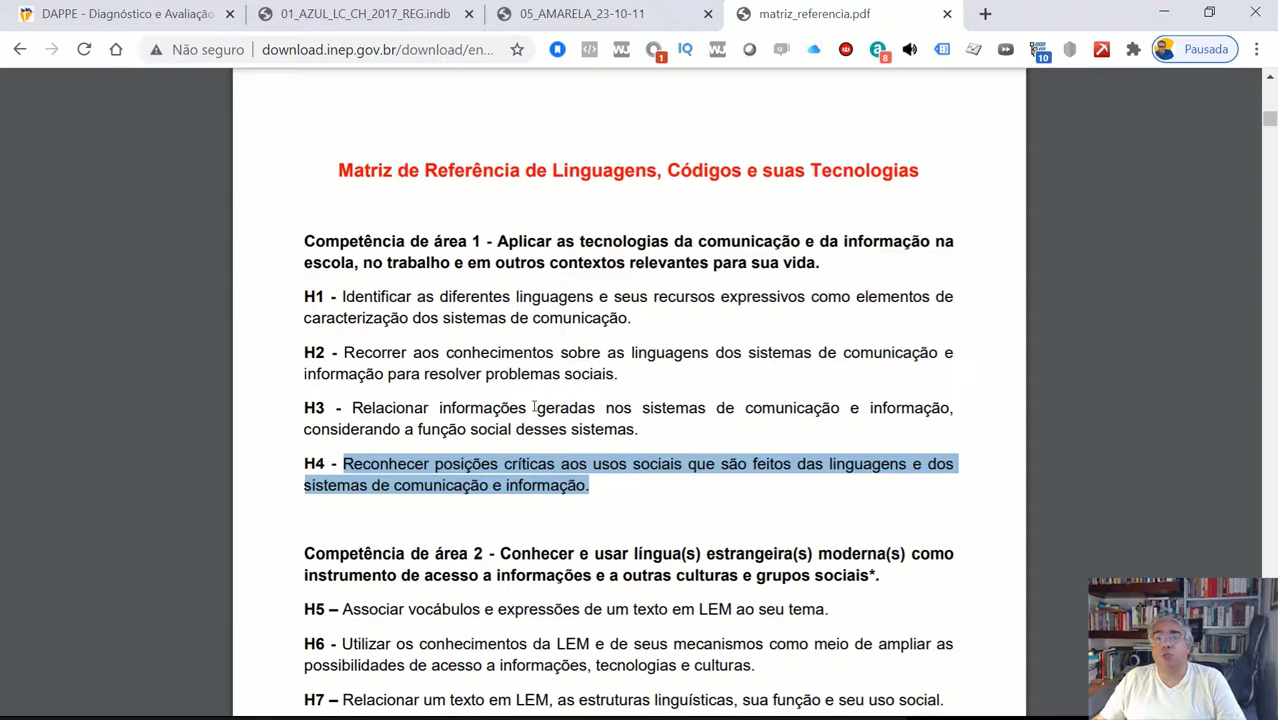 DAPPE - Diagnóstico e Avaliação
01_AZUL_LC_CH_2017_REG.indb
05_AMARELA_23-10-11
matriz_referencia.pdf
Não seguro
download.inep.gov.br/download/en...
Pausada
1
8
10
Matriz de Referência de Linguagens, Códigos e suas Tecnologias
Competência de área 1 - Aplicar as tecnologias da comunicação e da informação na
escola, no trabalho e em outros contextos relevantes para sua vida.
H1 - Identificar as diferentes linguagens e seus recursos expressivos como elementos de
caracterização dos sistemas de comunicação.
H2 - Recorrer aos conhecimentos sobre as linguagens dos sistemas de comunicação e
informação para resolver problemas sociais.
H3 - Relacionar informações geradas nos sistemas de comunicação e informação,
considerando a função social desses sistemas.
H4 - Reconhecer posições críticas aos usos sociais que são feitos das linguagens e dos
sistemas de comunicação e informação.
Competência de área 2 - Conhecer e usar língua(s) estrangeira(s) moderna(s) como
instrumento de acesso a informações e a outras culturas e grupos sociais*.
H5 – Associar vocábulos e expressões de um texto em LEM ao seu tema.
H6 - Utilizar os conhecimentos da LEM e de seus mecanismos como meio de ampliar as
possibilidades de acesso a informações, tecnologias e culturas.
H7 – Relacionar um texto em LEM, as estruturas linguísticas, sua função e seu uso social.